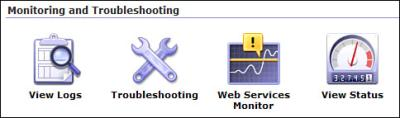 Monitoring and Troubleshooting
View Logs
Troubleshooting
Web Services
Monitor
View Status